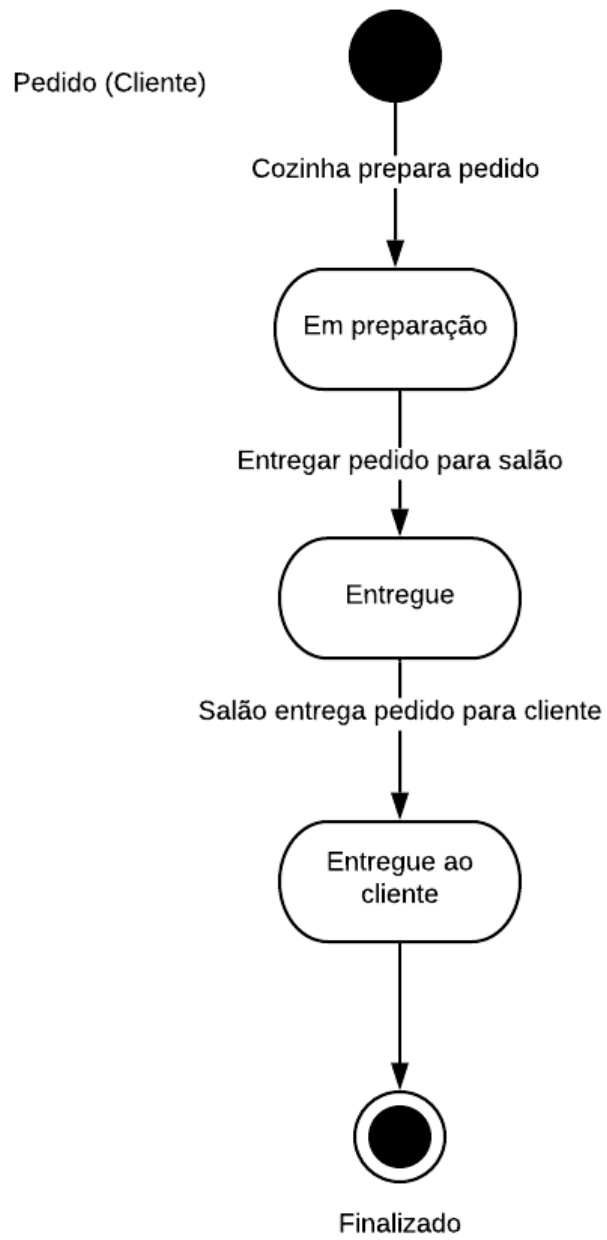 Pedido (Cliente)
Cozinha prepara pedido
Em preparação
Entregar pedido para salão
Entregue
Salão entrega pedido para cliente
Entregue ao
cliente
Finalizado